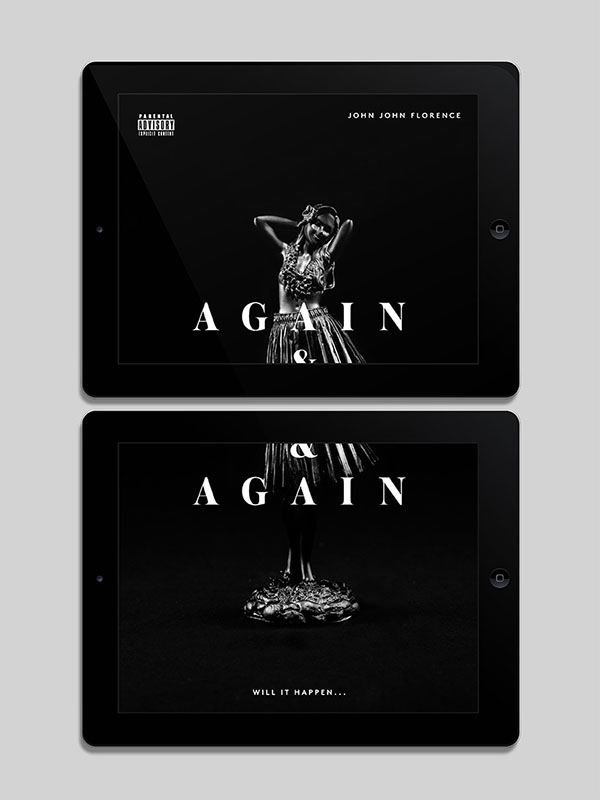 PARENTAL
ADVISORY
EXPLICIT CONTENT
JOHN JOHN FLORENCE
AGAIN
&
&
AGAIN
WILL IT HAPPEN...